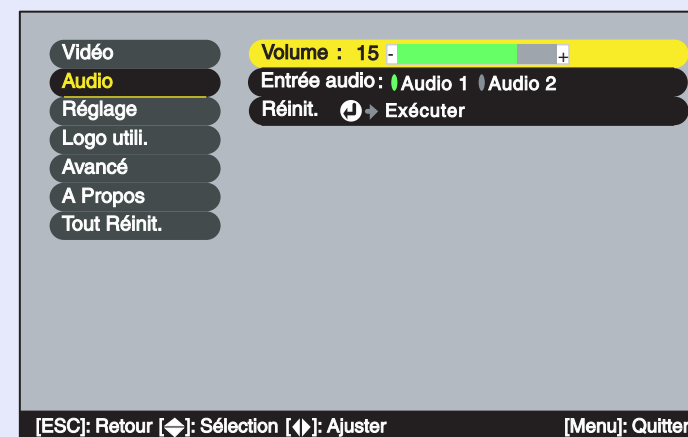 Vidéo
Audio
Réglage
Logo utili.
Avancé
A Propos
Tout Réinit.
Volume : 15 - +
Entrée audio : Audio 1 Audio 2
Réinit. Exécuter
[ESC]: Retour [ ]: Sélection [ ]: Ajuster [Menu]: Quitter